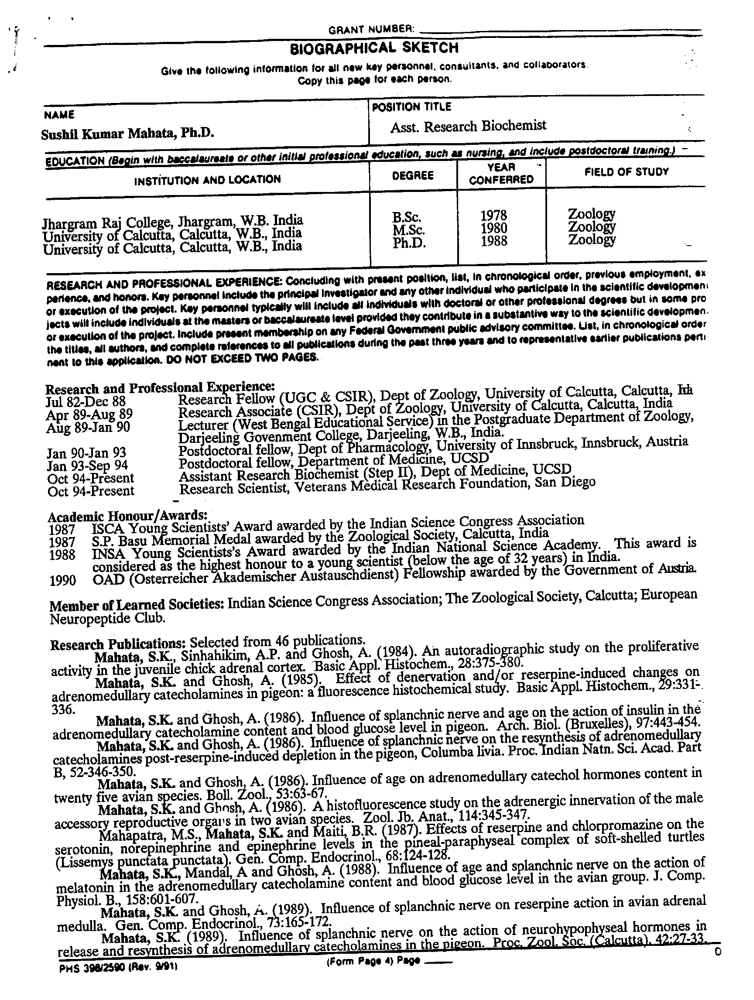 GRANT NUMBER:
BIOGRAPHICAL SKETCH
Give the following information for all new key personnel, consultants, and collaborators.
Copy this page for each person.
NAME
POSITION TITLE
Sushil Kumar Mahata, Ph.D.
Asst. Research Biochemist
EDUCATION (Begin with baccalaureate or other initial professional education, such as nursing, and include postdoctoral training.)
INSTITUTION AND LOCATION
DEGREE
YEAR CONFERRED
FIELD OF STUDY
Jhargram Raj College, Jhargram, W.B. India B.Sc. 1978 Zoology
University of Calcutta, Calcutta, W.B., India M.Sc. 1980 Zoology
University of Calcutta, Calcutta, W.B., India Ph.D. 1988 Zoology
RESEARCH AND PROFESSIONAL EXPERIENCE: Concluding with present position, list, in chronological order, previous employment, ex
perience, and honors. Key personnel include the principal investigator and any other individual who participate in the scientific developmen
or execution of the project. Key personnel typically will include all individuals with doctoral or other professional degrees but in some pro
jects will include individuals at the masters or baccalaureate level provided they contribute in a substantive way to the scientific developmen.
or execution of the project. Include present membership on any Federal Government public advisory committee. List, in chronological order
the titles, all authors, and complete references to all publications during the past three years and to representative earlier publications perti
nent to this application. DO NOT EXCEED TWO PAGES.
Research and Professional Experience:
Jul 82-Dec 88 Research Fellow (UGC & CSIR), Dept of Zoology, University of Calcutta, Calcutta,
Apr 89-Aug 89 Research Associate (CSIR), Dept of Zoology, University of Calcutta, Calcutta, India
Aug 89-Jan 90 Lecturer (West Bengal Educational Service) in the Postgraduate Department of Zoology,
Darjeeling Govenment College, Darjeeling, W.B., India.
Jan 90-Jan 93 Postdoctoral fellow, Dept of Pharmacology, University of Innsbruck, Innsbruck, Austria
Jan 93-Sep 94 Postdoctoral fellow, Department of Medicine, UCSD
Oct 94-Present Assistant Research Biochemist (Step II), Dept of Medicine, UCSD
Oct 94-Present Research Scientist, Veterans Medical Research Foundation, San Diego
Academic Honour/Awards:
1987 ISCA Young Scientists' Award awarded by the Indian Science Congress Association
1987 S.P. Basu Memorial Medal awarded by the Zoological Society, Calcutta, India
1988 INSA Young Scientists's Award awarded by the Indian National Science Academy. This award is
considered as the highest honour to a young scientist (below the age of 32 years) in India.
1990 OAD (Osterreicher Akademischer Austauschdienst) Fellowship awarded by the Government of Austria.
Member of Learned Societies: Indian Science Congress Association; The Zoological Society, Calcutta; European
Neuropeptide Club.
Research Publications: Selected from 46 publications.
Mahata, S.K., Sinhahikim, A.P. and Ghosh, A. (1984). An autoradiographic study on the proliferative
activity in the juvenile chick adrenal cortex. Basic Appl. Histochem., 28:375-380.
Mahata, S.K. and Ghosh, A. (1985). Effect of denervation and/or reserpine-induced changes on
adrenomedullary catecholamines in pigeon: a fluorescence histochemical study. Basic Appl. Histochem., 29:331-
336.
Mahata, S.K. and Ghosh, A. (1986). Influence of splanchnic nerve and age on the action of insulin in the
adrenomedullary catecholamine content and blood glucose level in pigeon. Arch. Biol. (Bruxelles), 97:443-454.
Mahata, S.K. and Ghosh, A. (1986). Influence of splanchnic nerve on the resynthesis of adrenomedullary
catecholamines post-reserpine-induced depletion in the pigeon, Columba livia. Proc. Indian Natn. Sci. Acad. Part
B, 52-346-350.
Mahata, S.K. and Ghosh, A. (1986). Influence of age on adrenomedullary catechol hormones content in
twenty five avian species. Boll. Zool., 53:63-67.
Mahata, S.K. and Ghosh, A. (1986). A histofluorescence study on the adrenergic innervation of the male
accessory reproductive organs in two avian species. Zool. Jb. Anat., 114:345-347.
Mahapatra, M.S., Mahata, S.K. and Maiti, B.R. (1987). Effects of reserpine and chlorpromazine on the
serotonin, norepinephrine and epinephrine levels in the pineal-paraphyseal complex of soft-shelled turtles
(Lissemys punctata punctata). Gen. Comp. Endocrinol., 68:124-128.
Mahata, S.K., Mandal, A and Ghosh, A. (1988). Influence of age and splanchnic nerve on the action of
melatonin in the adrenomedullary catecholamine content and blood glucose level in the avian group. J. Comp.
Physiol. B., 158:601-607.
Mahata, S.K. and Ghosh, A. (1989). Influence of splanchnic nerve on reserpine action in avian adrenal
medulla. Gen. Comp. Endocrinol., 73:165-172.
Mahata, S.K. (1989). Influence of splanchnic nerve on the action of neurohypophyseal hormones in
release and resynthesis of adrenomedullary catecholamines in the pigeon. Proc. Zool. Soc. (Calcutta). 42:27-33.
PHS 398/2590 (Rev. 9/91) (Form Page 4) Page